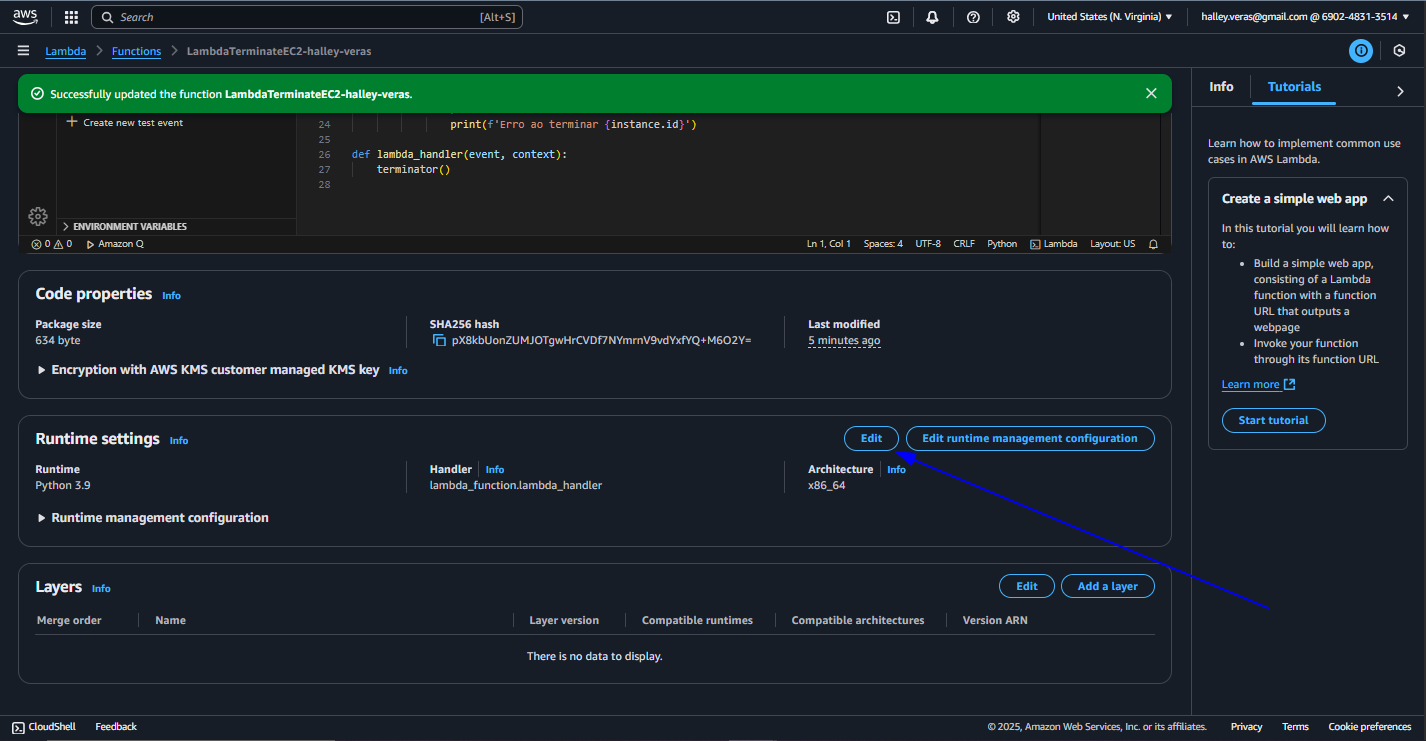 aws
Search [Alt+S]
United States (N. Virginia) ▼
halley.veras@gmail.com @ 6902-4831-3514 ▼
Lambda > Functions > LambdaTerminateEC2-halley-veras
Successfully updated the function LambdaTerminateEC2-halley-veras.
Create new test event
24 print(f'Erro ao terminar {instance.id}')
25
26 def lambda_handler(event, context):
27 terminator()
28
ENVIRONMENT VARIABLES
0 0 Amazon Q Ln 1, Col 1 Spaces: 4 UTF-8 CRLF Python Lambda Layout: US
Code properties Info
Package size
634 byte
SHA256 hash
pX8kbUonZUMJOTgwHrCVDf7NYmrnV9vdYxfYQ+M6O2Y=
Last modified
5 minutes ago
Encryption with AWS KMS customer managed KMS key Info
Runtime settings Info
Edit
Edit runtime management configuration
Runtime
Python 3.9
Handler Info
lambda_function.lambda_handler
Architecture Info
x86_64
Runtime management configuration
Layers Info
Edit
Add a layer
Merge order Name Layer version Compatible runtimes Compatible architectures Version ARN
There is no data to display.
Info Tutorials
Learn how to implement common use
cases in AWS Lambda.
Create a simple web app
In this tutorial you will learn how
to:
• Build a simple web app,
consisting of a Lambda
function with a function
URL that outputs a
webpage
• Invoke your function
through its function URL
Learn more
Start tutorial
CloudShell Feedback
© 2025, Amazon Web Services, Inc. or its affiliates. Privacy Terms Cookie preferences